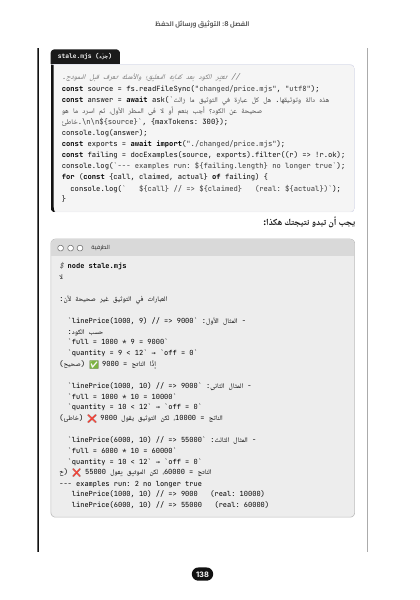 الفصل 8: التوثيق ورسائل الحفظ
stale.mjs (جزء)
// تغيّر الكود بعد كتابة التعليق، والأمثلة تعرف قبل النموذج.
const source = fs.readFileSync("changed/price.mjs", "utf8");
const answer = await ask(`هذه دالة وتوثيقها. هل كل عبارة في التوثيق ما زالت
صحيحة عن الكود؟ أجب بنعم أو لا في السطر الأول، ثم اسرد ما هو
خاطئ.\n\n${source}`, {maxTokens: 300});
console.log(answer);
const exports = await import("./changed/price.mjs");
const failing = docExamples(source, exports).filter((r) => !r.ok);
console.log(`--- examples run: ${failing.length} no longer true`);
for (const {call, claimed, actual} of failing) {
console.log(`   ${call} // => ${claimed}   (real: ${actual})`);
}
يجب أن تبدو نتيجتك هكذا:
الطرفية
$ node stale.mjs
لا
العبارات في التوثيق غير صحيحة لأن:
- المثال الأول: `linePrice(1000, 9) // => 9000`
حسب الكود:
`full = 1000 * 9 = 9000`
`quantity = 9 < 12` → `off = 0`
إذًا الناتج = 9000 ✅ (صحيح)
- المثال الثاني: `linePrice(1000, 10) // => 9000`
`full = 1000 * 10 = 10000`
`quantity = 10 < 12` → `off = 0`
الناتج = 10000، لكن التوثيق يقول 9000 ❌ (خاطئ)
- المثال الثالث: `linePrice(6000, 10) // => 55000`
`full = 6000 * 10 = 60000`
`quantity = 10 < 12` → `off = 0`
الناتج = 60000، لكن التوثيق يقول 55000 ❌ (خ
--- examples run: 2 no longer true
linePrice(1000, 10) // => 9000   (real: 10000)
linePrice(6000, 10) // => 55000   (real: 60000)
138